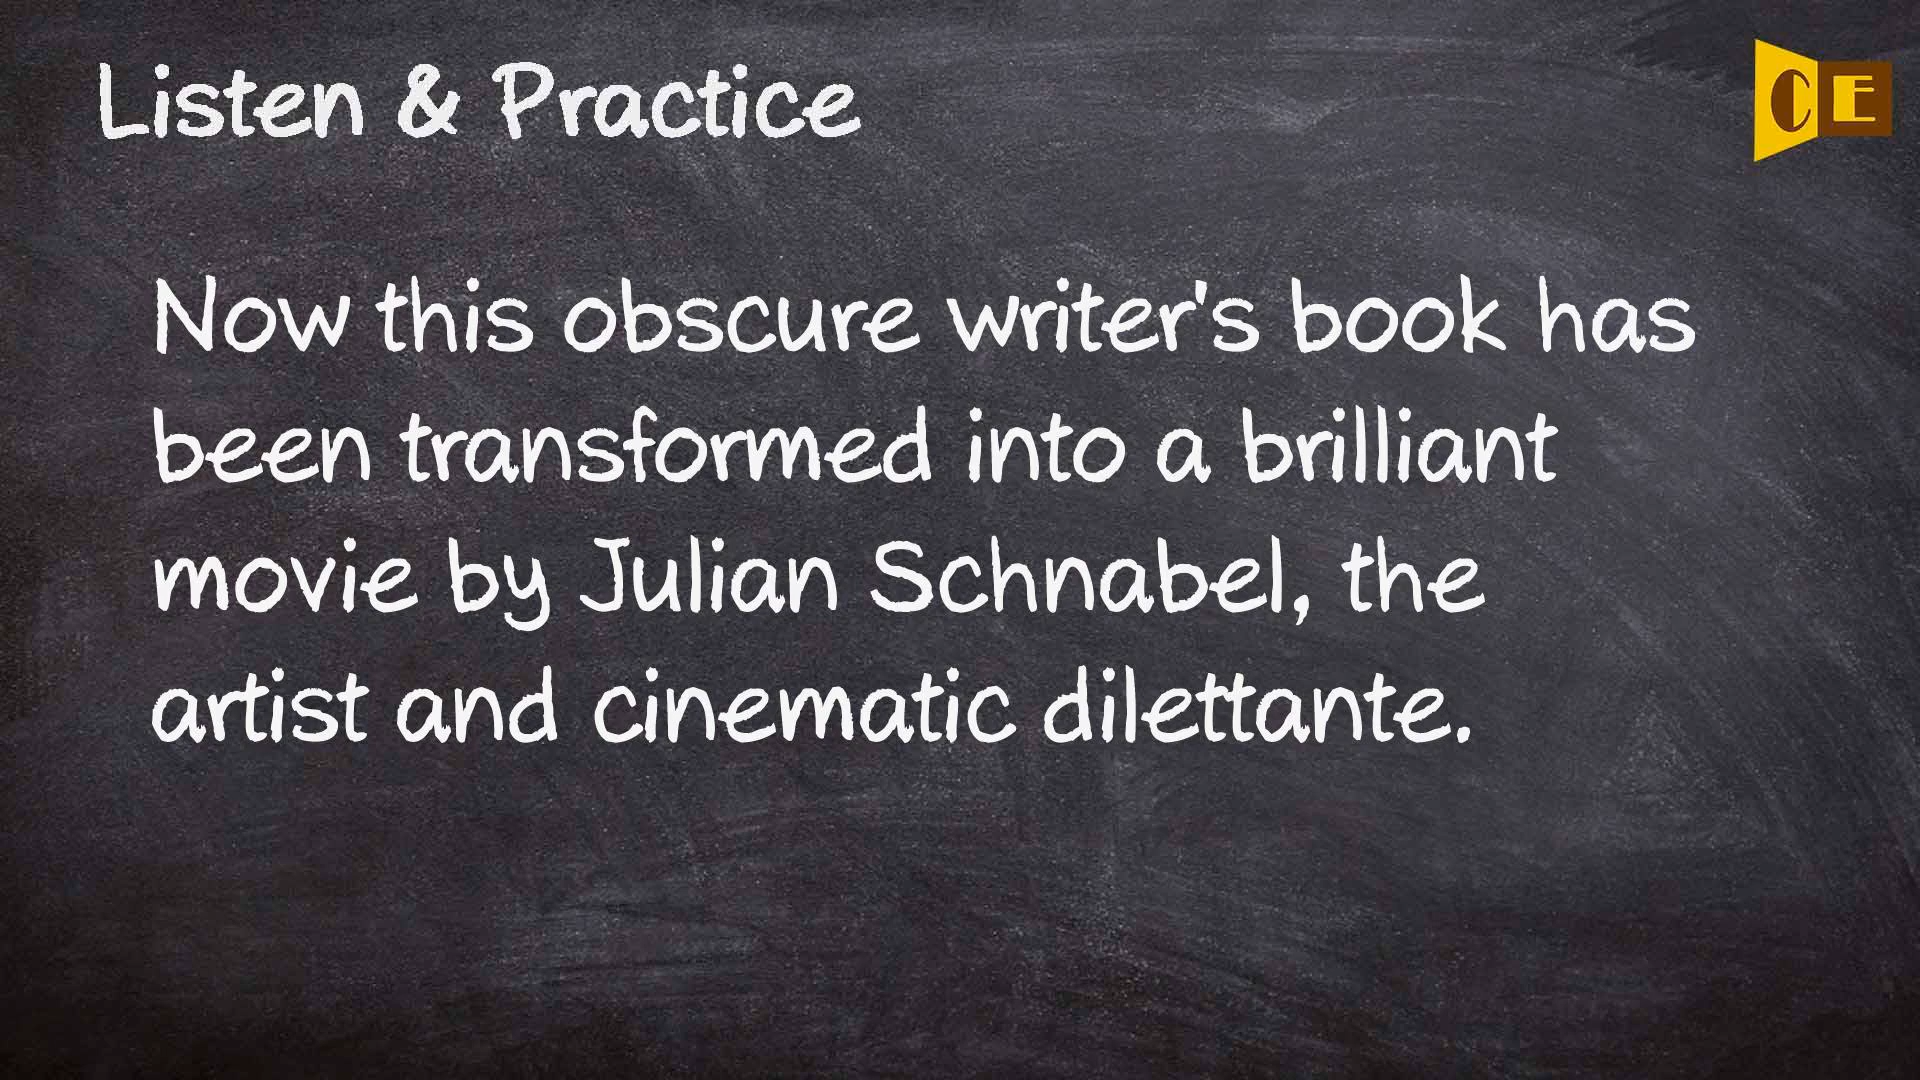 Listen & Practice
CE
Now this obscure writer's book has
been transformed into a brilliant
movie by Julian Schnabel, the
artist and cinematic dilettante.